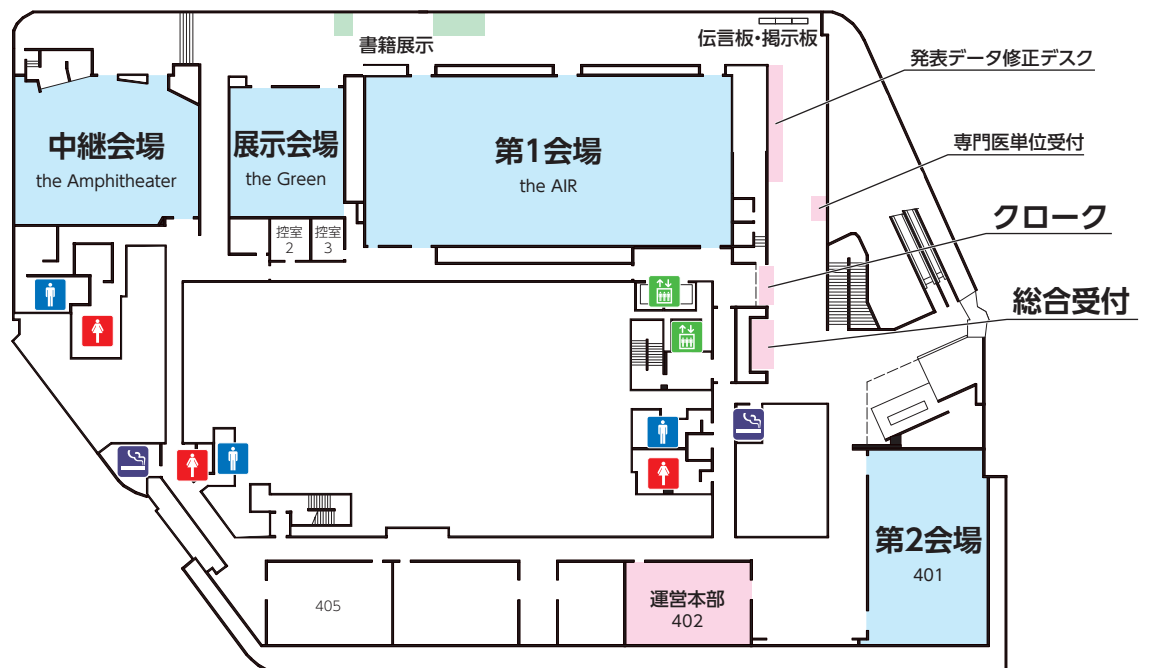 書籍展示
伝言板・掲示板
発表データ修正デスク
中継会場
the Amphitheater
展示会場
the Green
第1会場
the AIR
専門医単位受付
クローク
控室
2
控室
3
総合受付
第2会場
401
405
運営本部
402